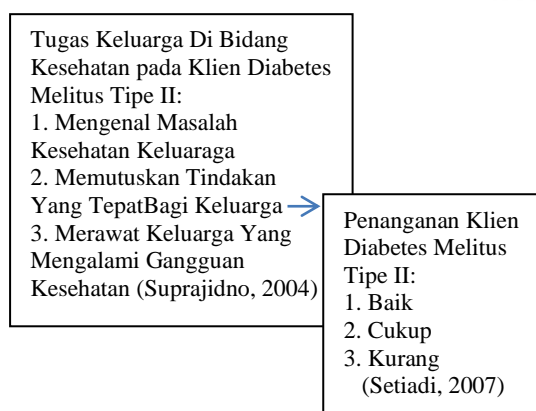 Tugas Keluarga Di Bidang
Kesehatan pada Klien Diabetes
Melitus Tipe II:
1. Mengenal Masalah
Kesehatan Keluaraga
2. Memutuskan Tindakan
Yang TepatBagi Keluarga
3. Merawat Keluarga Yang
Mengalami Gangguan
Kesehatan (Suprajidno, 2004)
Penanganan Klien
Diabetes Melitus
Tipe II:
1. Baik
2. Cukup
3. Kurang
(Setiadi, 2007)